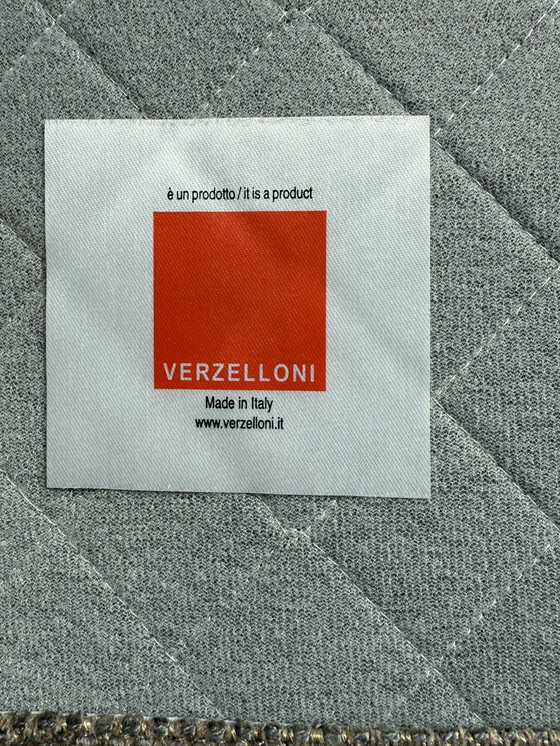 è un prodotto / it is a product
VERZELLONI
Made in Italy
www.verzelloni.it